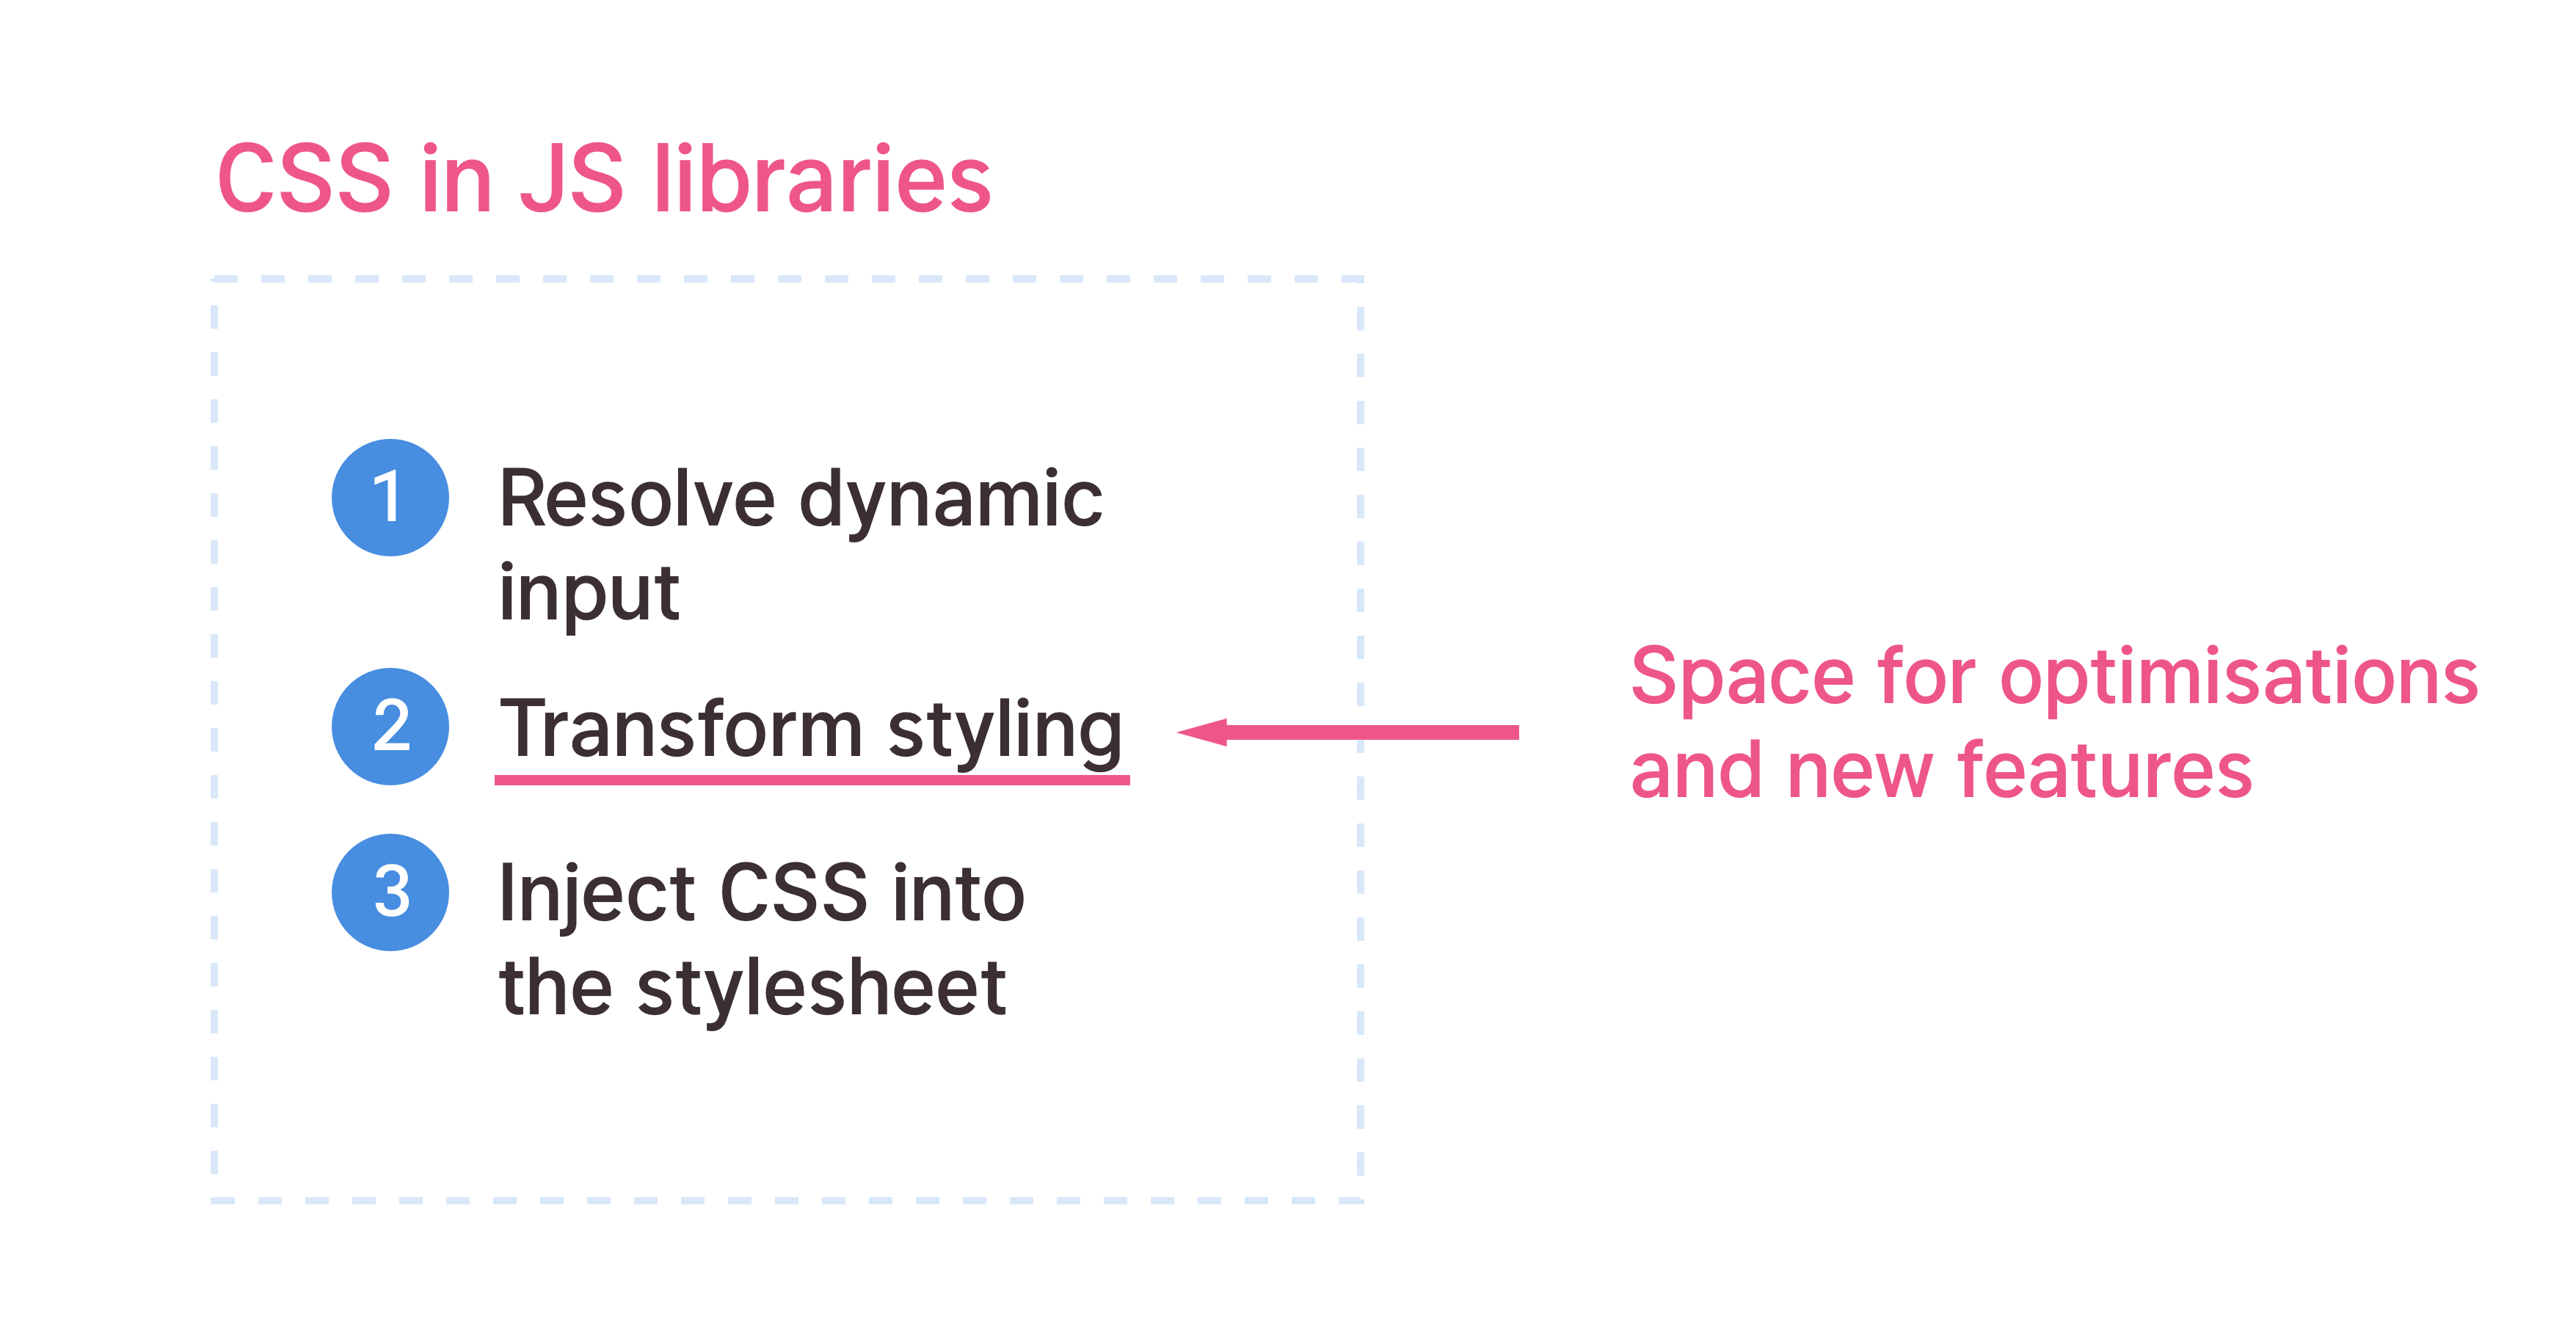 CSS in JS libraries
1 Resolve dynamic
input
2 Transform styling
3 Inject CSS into
the stylesheet
Space for optimisations
and new features